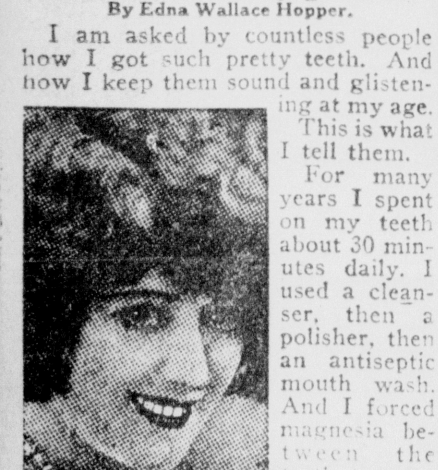 By Edna Wallace Hopper.
I am asked by countless people
how I got such pretty teeth. And
how I keep them sound and glisten-
ing at my age.
This is what
I tell them.
For many
years I spent
on my teeth
about 30 min-
utes daily. I
used a clean-
ser, then a
polisher, then
an antiseptic
mouth wash.
And I forced
magnesia be-
tween the